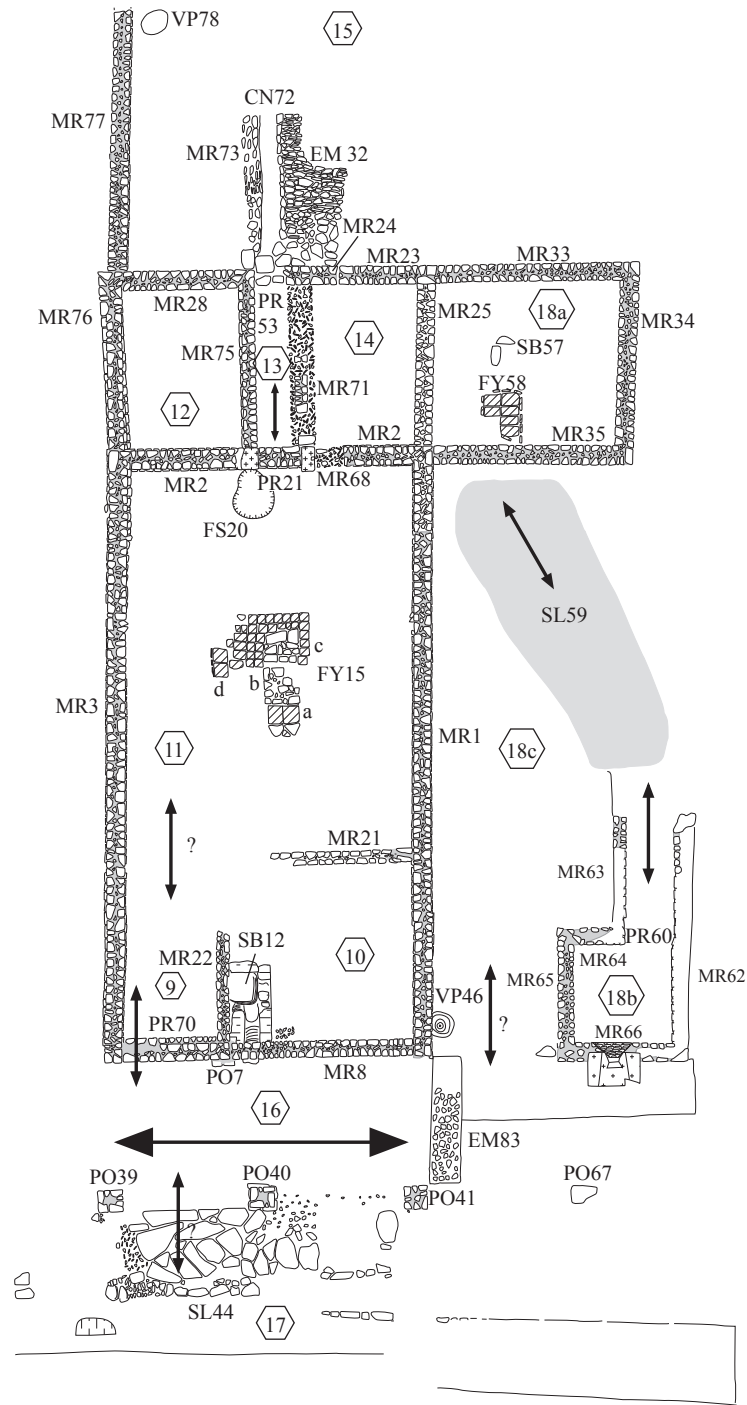 VP78
15
CN72
MR77
MR73
EM 32
MR24
MR23
MR33
MR28
MR76
PR
53
MR25
18a
MR34
MR75
14
SB57
13
FY58
MR71
12
MR2
MR35
MR2
PR21
MR68
FS20
SL59
c
FY15
b
d
a
MR3
MR1
11
18c
?
MR21
MR63
SB12
MR22
10
PR60
MR64
9
MR65
MR62
18b
VP46
?
PR70
MR66
PO7
MR8
16
EM83
PO39
PO40
PO41
PO67
?
SL44
17